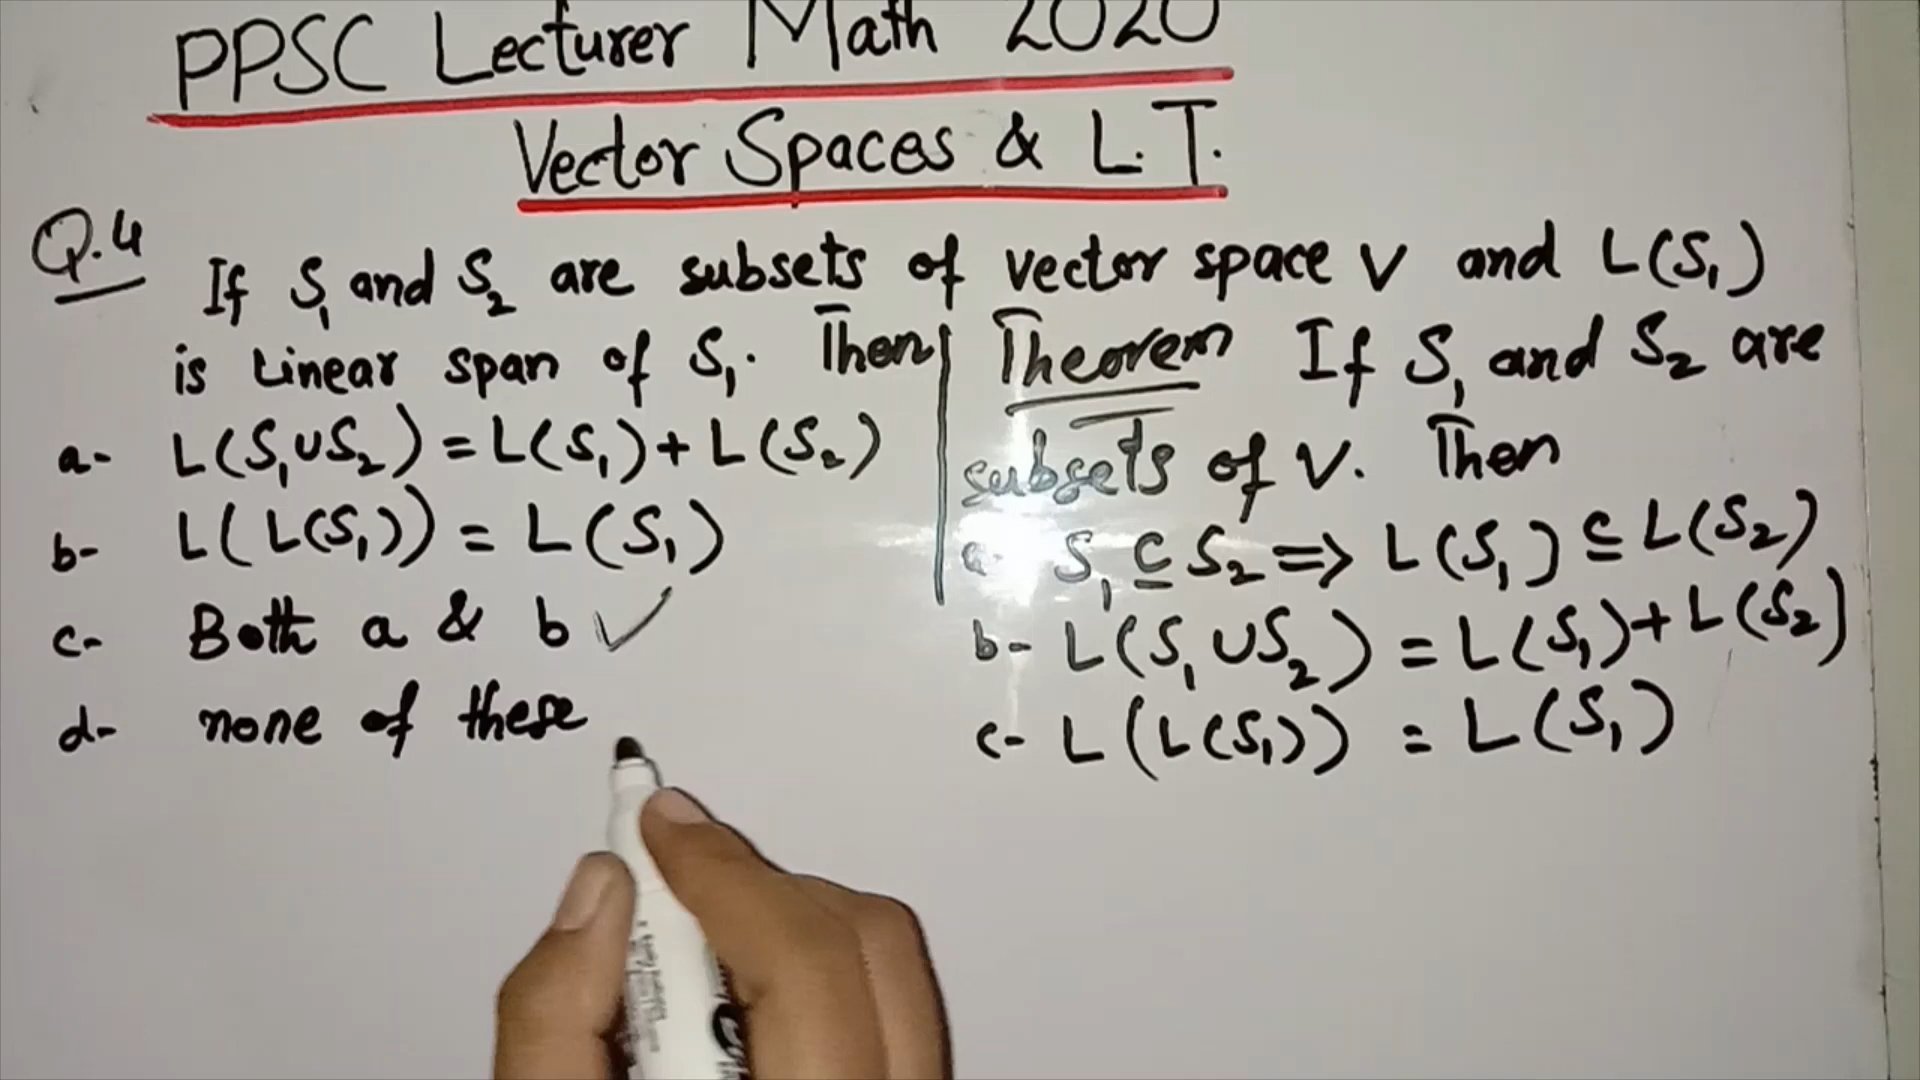 PPSC Lecturer Math 2020
Vector Spaces & L.T.
Q.4 If S₁ and S₂ are subsets of vector space V and L(S₁)
is Linear span of S₁. Then
a- L(S₁∪S₂) = L(S₁) + L(S₂)
b- L(L(S₁)) = L(S₁)
c- Both a & b ✓
d- none of these
Theorem If S₁ and S₂ are
subsets of V. Then
a- S₁ ⊆ S₂ => L(S₁) ⊆ L(S₂)
b- L(S₁∪S₂) = L(S₁) + L(S₂)
c- L(L(S₁)) = L(S₁)